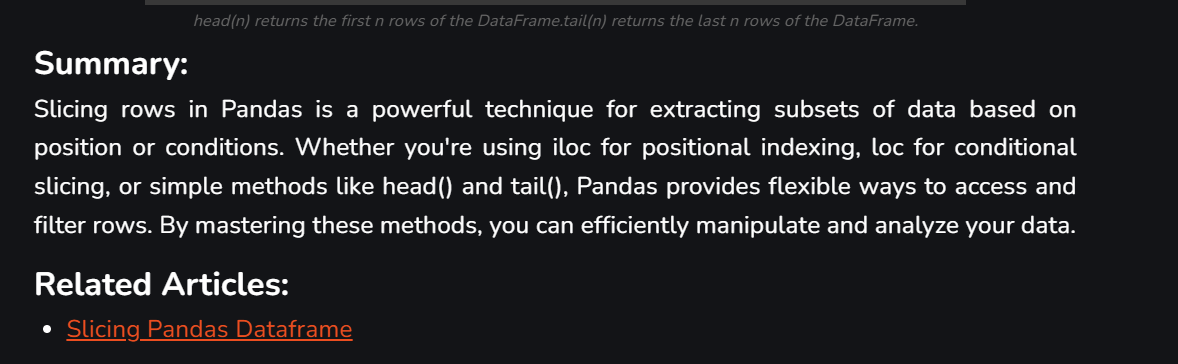 head(n) returns the first n rows of the DataFrame.tail(n) returns the last n rows of the DataFrame.
Summary:
Slicing rows in Pandas is a powerful technique for extracting subsets of data based on
position or conditions. Whether you're using iloc for positional indexing, loc for conditional
slicing, or simple methods like head() and tail(), Pandas provides flexible ways to access and
filter rows. By mastering these methods, you can efficiently manipulate and analyze your data.
Related Articles:
• Slicing Pandas Dataframe